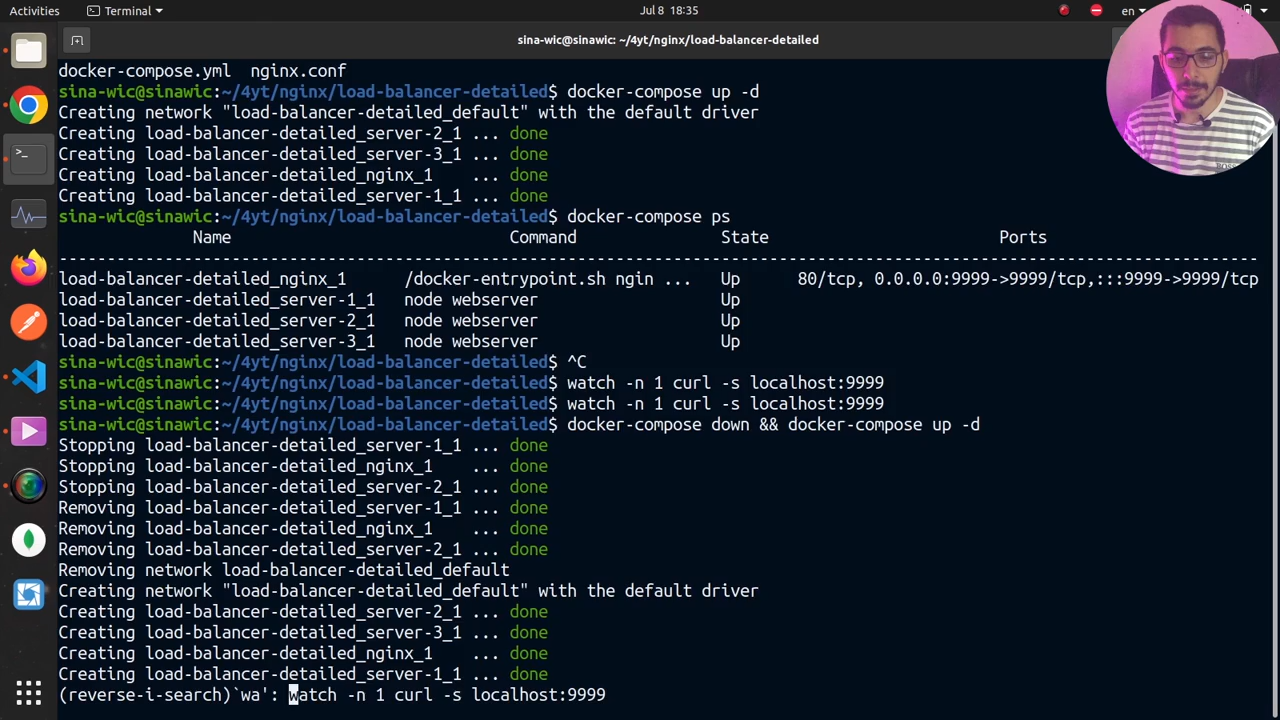 Activities Terminal Jul 8 18:35 en
sina-wic@sinawic: ~/4yt/nginx/load-balancer-detailed
docker-compose.yml  nginx.conf
sina-wic@sinawic:~/4yt/nginx/load-balancer-detailed$ docker-compose up -d
Creating network "load-balancer-detailed_default" with the default driver
Creating load-balancer-detailed_server-2_1 ... done
Creating load-balancer-detailed_server-3_1 ... done
Creating load-balancer-detailed_nginx_1    ... done
Creating load-balancer-detailed_server-1_1 ... done
sina-wic@sinawic:~/4yt/nginx/load-balancer-detailed$ docker-compose ps
Name Command State Ports
------------------------------------------------------------------------------------------------------------------------------
load-balancer-detailed_nginx_1      /docker-entrypoint.sh ngin ...   Up      80/tcp, 0.0.0.0:9999->9999/tcp,:::9999->9999/tcp
load-balancer-detailed_server-1_1   node webserver                   Up
load-balancer-detailed_server-2_1   node webserver                   Up
load-balancer-detailed_server-3_1   node webserver                   Up
sina-wic@sinawic:~/4yt/nginx/load-balancer-detailed$ ^C
sina-wic@sinawic:~/4yt/nginx/load-balancer-detailed$ watch -n 1 curl -s localhost:9999
sina-wic@sinawic:~/4yt/nginx/load-balancer-detailed$ watch -n 1 curl -s localhost:9999
sina-wic@sinawic:~/4yt/nginx/load-balancer-detailed$ docker-compose down && docker-compose up -d
Stopping load-balancer-detailed_server-1_1 ... done
Stopping load-balancer-detailed_nginx_1    ... done
Stopping load-balancer-detailed_server-2_1 ... done
Removing load-balancer-detailed_server-1_1 ... done
Removing load-balancer-detailed_nginx_1    ... done
Removing load-balancer-detailed_server-2_1 ... done
Removing network load-balancer-detailed_default
Creating network "load-balancer-detailed_default" with the default driver
Creating load-balancer-detailed_server-2_1 ... done
Creating load-balancer-detailed_server-3_1 ... done
Creating load-balancer-detailed_nginx_1    ... done
Creating load-balancer-detailed_server-1_1 ... done
(reverse-i-search)`wa': watch -n 1 curl -s localhost:9999